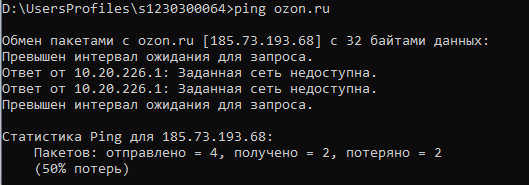 D:\UsersProfiles\s1230300064>ping ozon.ru
Обмен пакетами с ozon.ru [185.73.193.68] с 32 байтами данных:
Превышен интервал ожидания для запроса.
Ответ от 10.20.226.1: Заданная сеть недоступна.
Ответ от 10.20.226.1: Заданная сеть недоступна.
Превышен интервал ожидания для запроса.
Статистика Ping для 185.73.193.68:
Пакетов: отправлено = 4, получено = 2, потеряно = 2
(50% потерь)